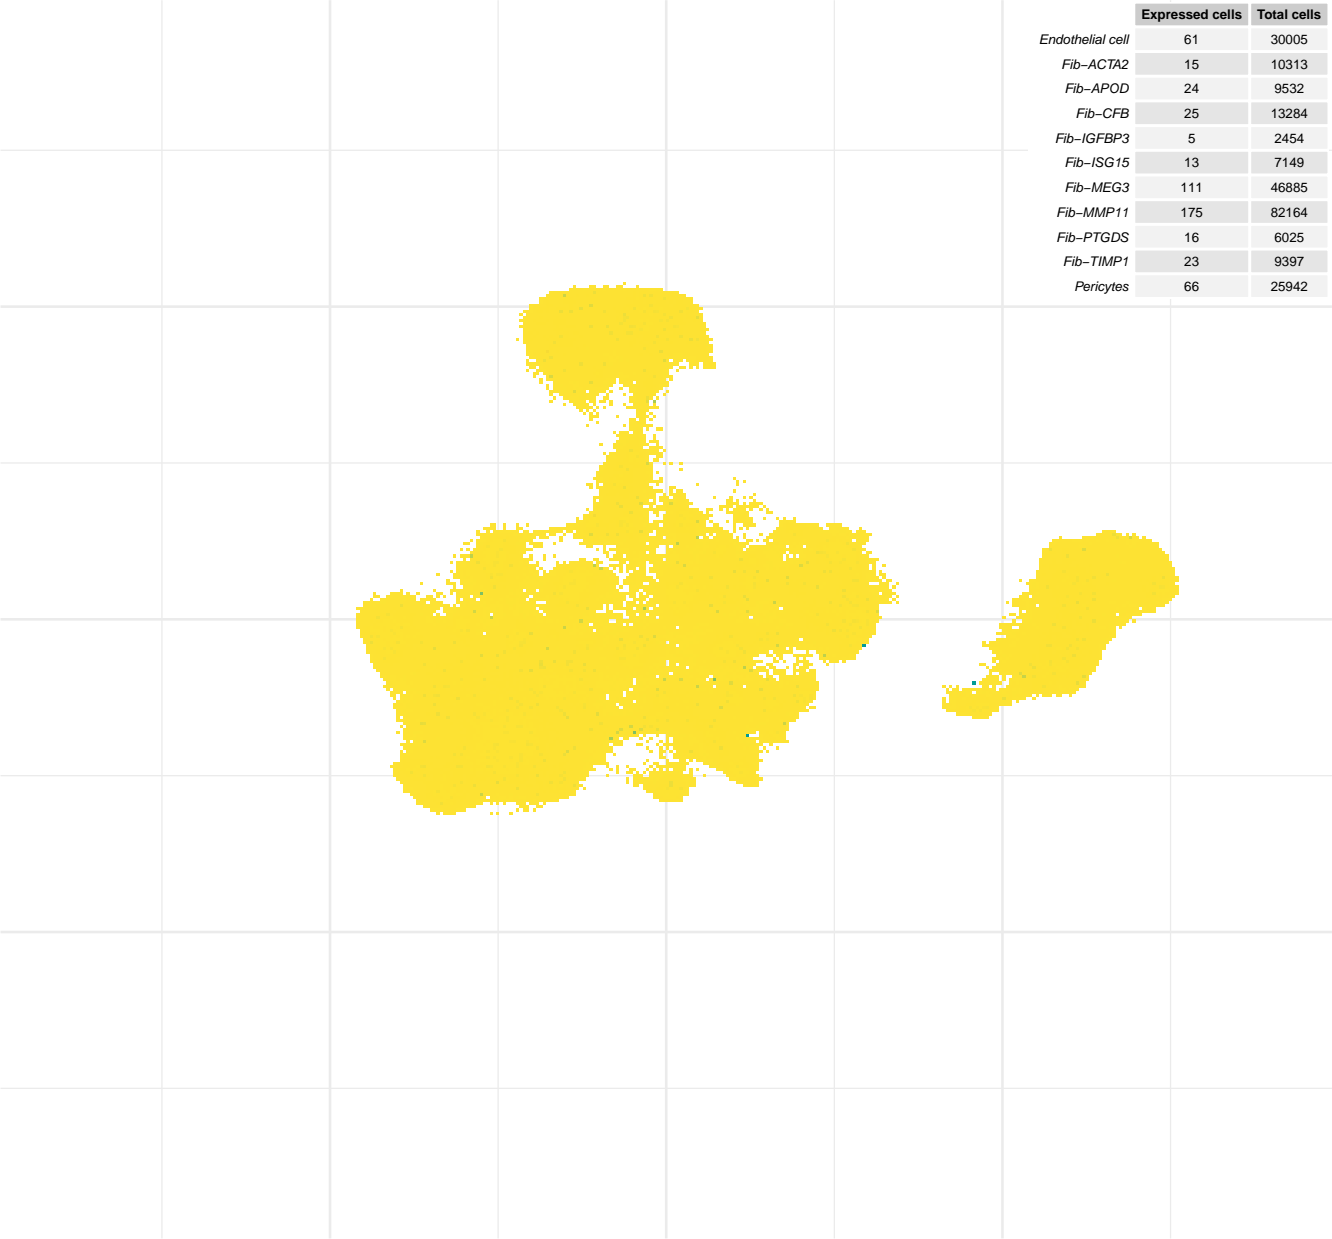 Expressed cells Total cells
Endothelial cell 61 30005
Fib−ACTA2 15 10313
Fib−APOD 24 9532
Fib−CFB 25 13284
Fib−IGFBP3 5 2454
Fib−ISG15 13 7149
Fib−MEG3 111 46885
Fib−MMP11 175 82164
Fib−PTGDS 16 6025
Fib−TIMP1 23 9397
Pericytes 66 25942